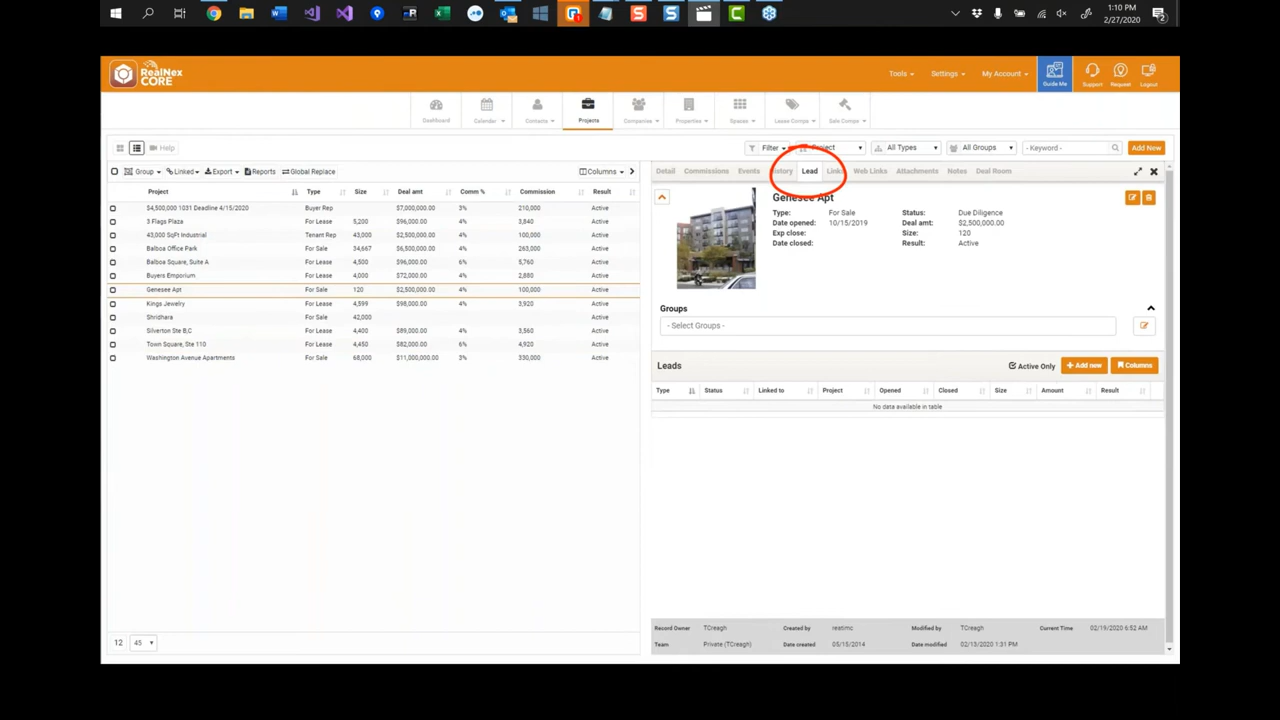 1:10 PM
2/27/2020
RealNex
CORE
Tools
Settings
My Account
Guide Me
Support
Request
Logout
Dashboard
Calendar
Contacts
Projects
Companies
Properties
Spaces
Lease Comps
Sale Comps
Help
Filter
Project
All Types
All Groups
- Keyword -
Add New
Group
Linked
Export
Reports
Global Replace
Columns
Detail Commissions Events History Lead Links Web Links Attachments Notes Deal Room
Project Type Size Deal amt Comm % Commission Result
$4,500,000 1031 Deadline 4/15/2020 Buyer Rep $7,000,000.00 3% 210,000 Active
3 Flags Plaza For Lease 5,200 $96,000.00 4% 3,840 Active
43,000 SqFt Industrial Tenant Rep 43,000 $2,500,000.00 4% 100,000 Active
Balboa Office Park For Sale 34,667 $6,500,000.00 4% 263,000 Active
Balboa Square, Suite A For Lease 4,500 $96,000.00 6% 5,760 Active
Buyers Emporium For Lease 4,000 $72,000.00 4% 2,880 Active
Genesee Apt For Sale 120 $2,500,000.00 4% 100,000 Active
Kings Jewelry For Lease 4,599 $98,000.00 4% 3,920 Active
Shridhara For Sale 42,000 Active
Silverton Ste B,C For Lease 4,400 $89,000.00 4% 3,560 Active
Town Square, Ste 110 For Lease 4,450 $82,000.00 6% 4,920 Active
Washington Avenue Apartments For Sale 68,000 $11,000,000.00 3% 330,000 Active
12 45
Genesee Apt
Type: For Sale Status: Due Diligence
Date opened: 10/15/2019 Deal amt: $2,500,000.00
Exp close: Size: 120
Date closed: Result: Active
Groups
- Select Groups -
Leads
Active Only
Add new
Columns
Type Status Linked to Project Opened Closed Size Amount Result
No data available in table
Record Owner TCreagh Created by reatimc Modified by TCreagh Current Time 02/19/2020 6:52 AM
Team Private (TCreagh) Date created 05/15/2014 Date modified 02/13/2020 1:31 PM